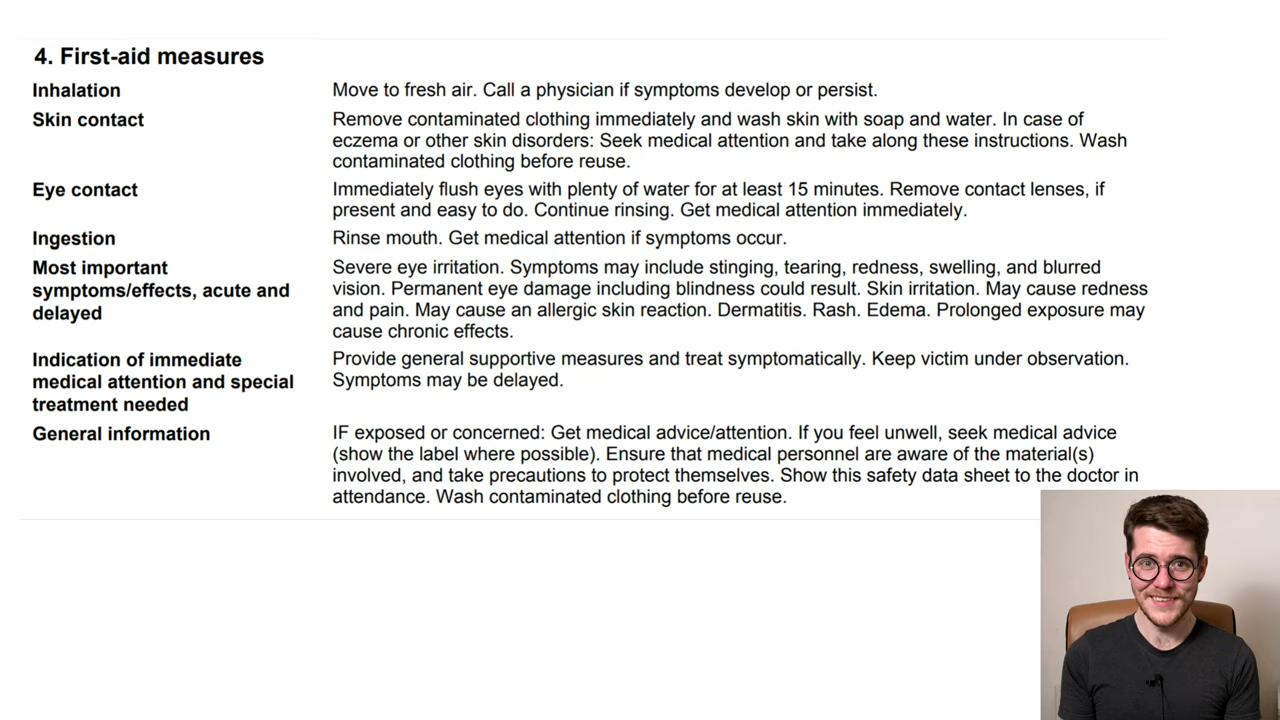 4. First-aid measures
Inhalation
Move to fresh air. Call a physician if symptoms develop or persist.
Skin contact
Remove contaminated clothing immediately and wash skin with soap and water. In case of
eczema or other skin disorders: Seek medical attention and take along these instructions. Wash
contaminated clothing before reuse.
Eye contact
Immediately flush eyes with plenty of water for at least 15 minutes. Remove contact lenses, if
present and easy to do. Continue rinsing. Get medical attention immediately.
Ingestion
Rinse mouth. Get medical attention if symptoms occur.
Most important
symptoms/effects, acute and
delayed
Severe eye irritation. Symptoms may include stinging, tearing, redness, swelling, and blurred
vision. Permanent eye damage including blindness could result. Skin irritation. May cause redness
and pain. May cause an allergic skin reaction. Dermatitis. Rash. Edema. Prolonged exposure may
cause chronic effects.
Indication of immediate
medical attention and special
treatment needed
Provide general supportive measures and treat symptomatically. Keep victim under observation.
Symptoms may be delayed.
General information
IF exposed or concerned: Get medical advice/attention. If you feel unwell, seek medical advice
(show the label where possible). Ensure that medical personnel are aware of the material(s)
involved, and take precautions to protect themselves. Show this safety data sheet to the doctor in
attendance. Wash contaminated clothing before reuse.